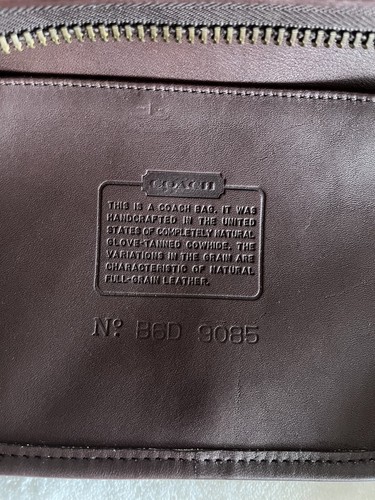 COACH
THIS IS A COACH BAG. IT WAS
HANDCRAFTED IN THE UNITED
STATES OF COMPLETELY NATURAL
GLOVE-TANNED COWHIDE. THE
VARIATIONS IN THE GRAIN ARE
CHARACTERISTIC OF NATURAL
FULL-GRAIN LEATHER.
Nº B6D 9085